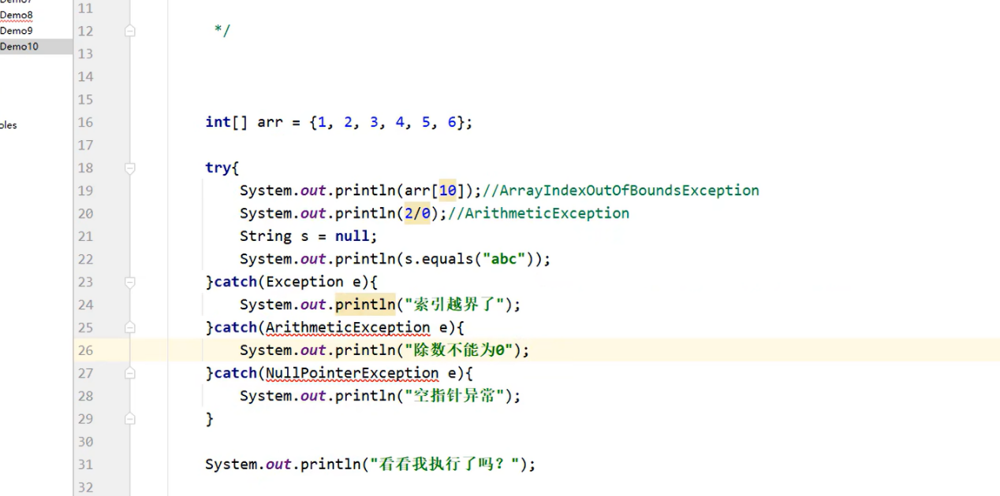 Demo7
Demo8
Demo9
Demo10
oles
11
12 */
13
14
15
16 int[] arr = {1, 2, 3, 4, 5, 6};
17
18 try{
19 System.out.println(arr[10]);//ArrayIndexOutOfBoundsException
20 System.out.println(2/0);//ArithmeticException
21 String s = null;
22 System.out.println(s.equals("abc"));
23 }catch(Exception e){
24 System.out.println("索引越界了");
25 }catch(ArithmeticException e){
26 System.out.println("除数不能为0");
27 }catch(NullPointerException e){
28 System.out.println("空指针异常");
29 }
30
31 System.out.println("看看我执行了吗？");
32